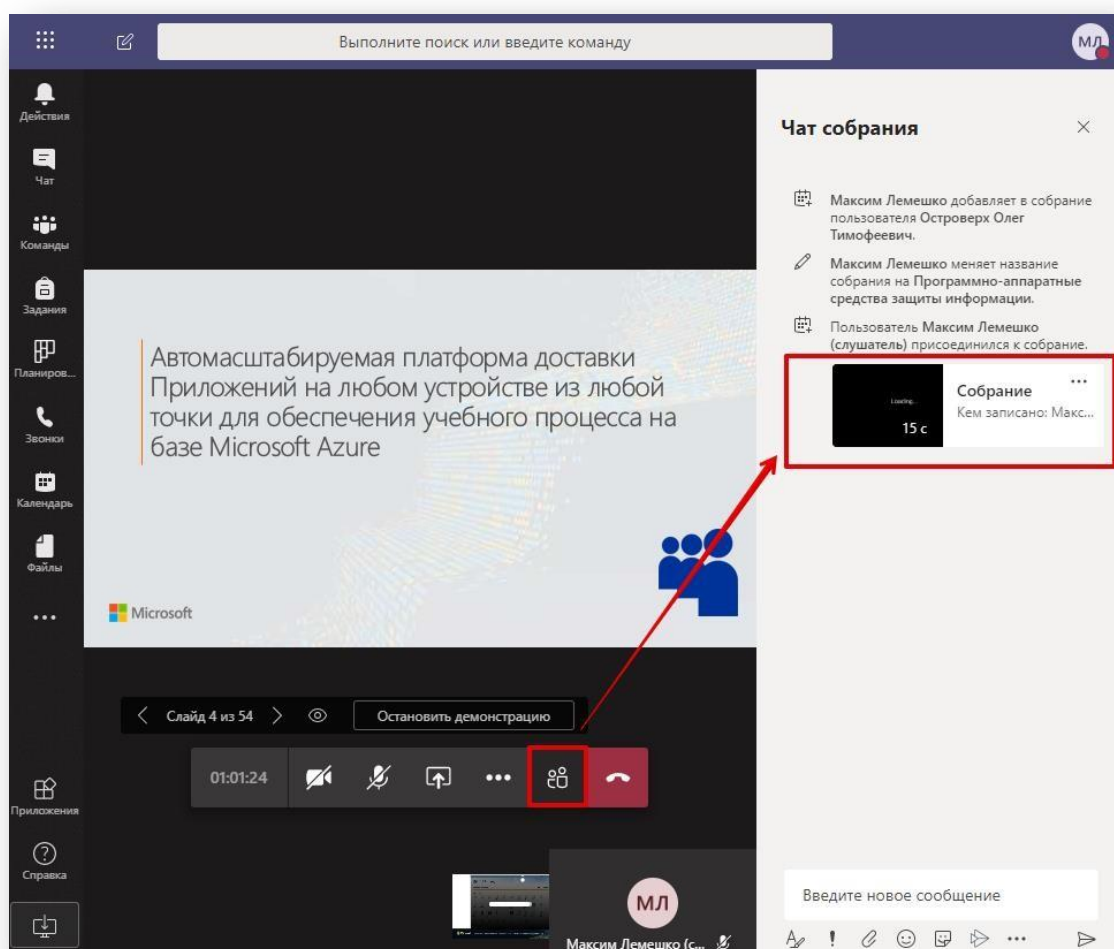 Выполните поиск или введите команду
МЛ
Действия
Чат
Команды
Задания
Планиров...
Звонки
Календарь
Файлы
Приложения
Справка
Автомасштабируемая платформа доставки
Приложений на любом устройстве из любой
точки для обеспечения учебного процесса на
базе Microsoft Azure
Microsoft
Слайд 4 из 54
Остановить демонстрацию
01:01:24
МЛ
Максим Лемешко (с...
Чат собрания
Максим Лемешко добавляет в собрание
пользователя Островерх Олег
Тимофеевич.
Максим Лемешко меняет название
собрания на Программно-аппаратные
средства защиты информации.
Пользователь Максим Лемешко
(слушатель) присоединился к собрание.
Loading...
15 с
Собрание
Кем записано: Макс...
Введите новое сообщение